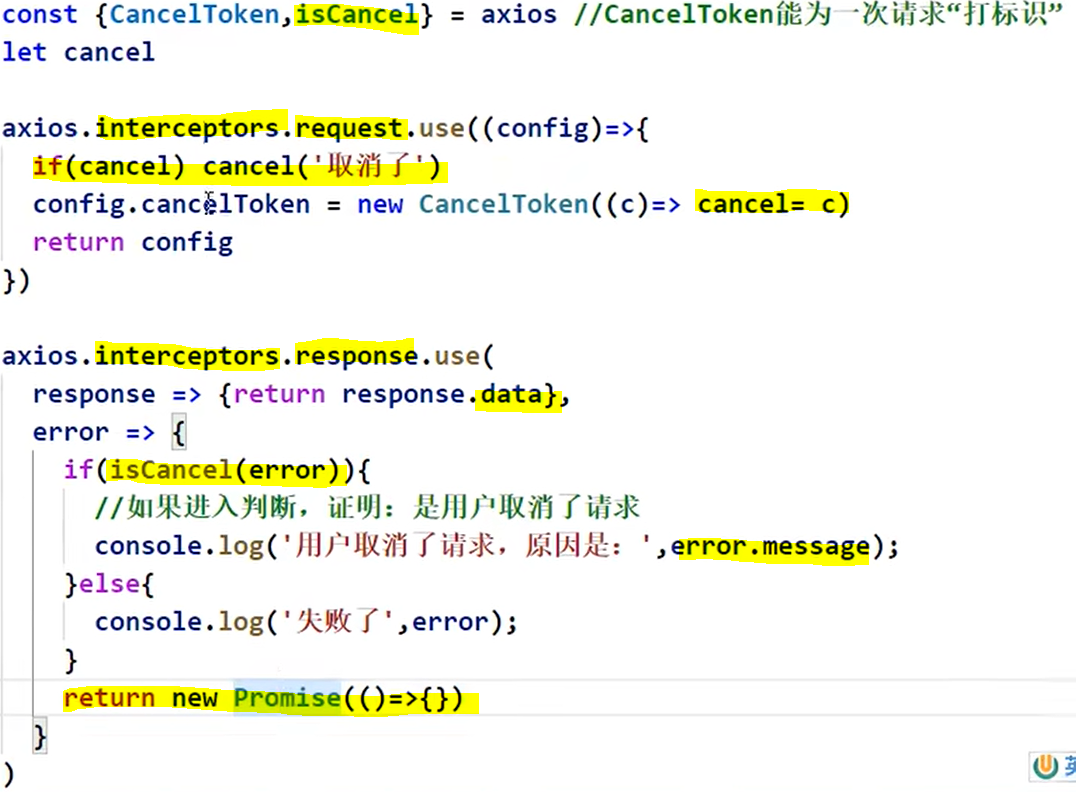 const {CancelToken,isCancel} = axios //CancelToken能为一次请求“打标识”
let cancel
axios.interceptors.request.use((config)=>{
if(cancel) cancel('取消了')
config.cancelToken = new CancelToken((c)=> cancel= c)
return config
})
axios.interceptors.response.use(
response => {return response.data},
error => {
if(isCancel(error)){
//如果进入判断，证明：是用户取消了请求
console.log('用户取消了请求，原因是：',error.message);
}else{
console.log('失败了',error);
}
return new Promise(()=>{})
}
)
英